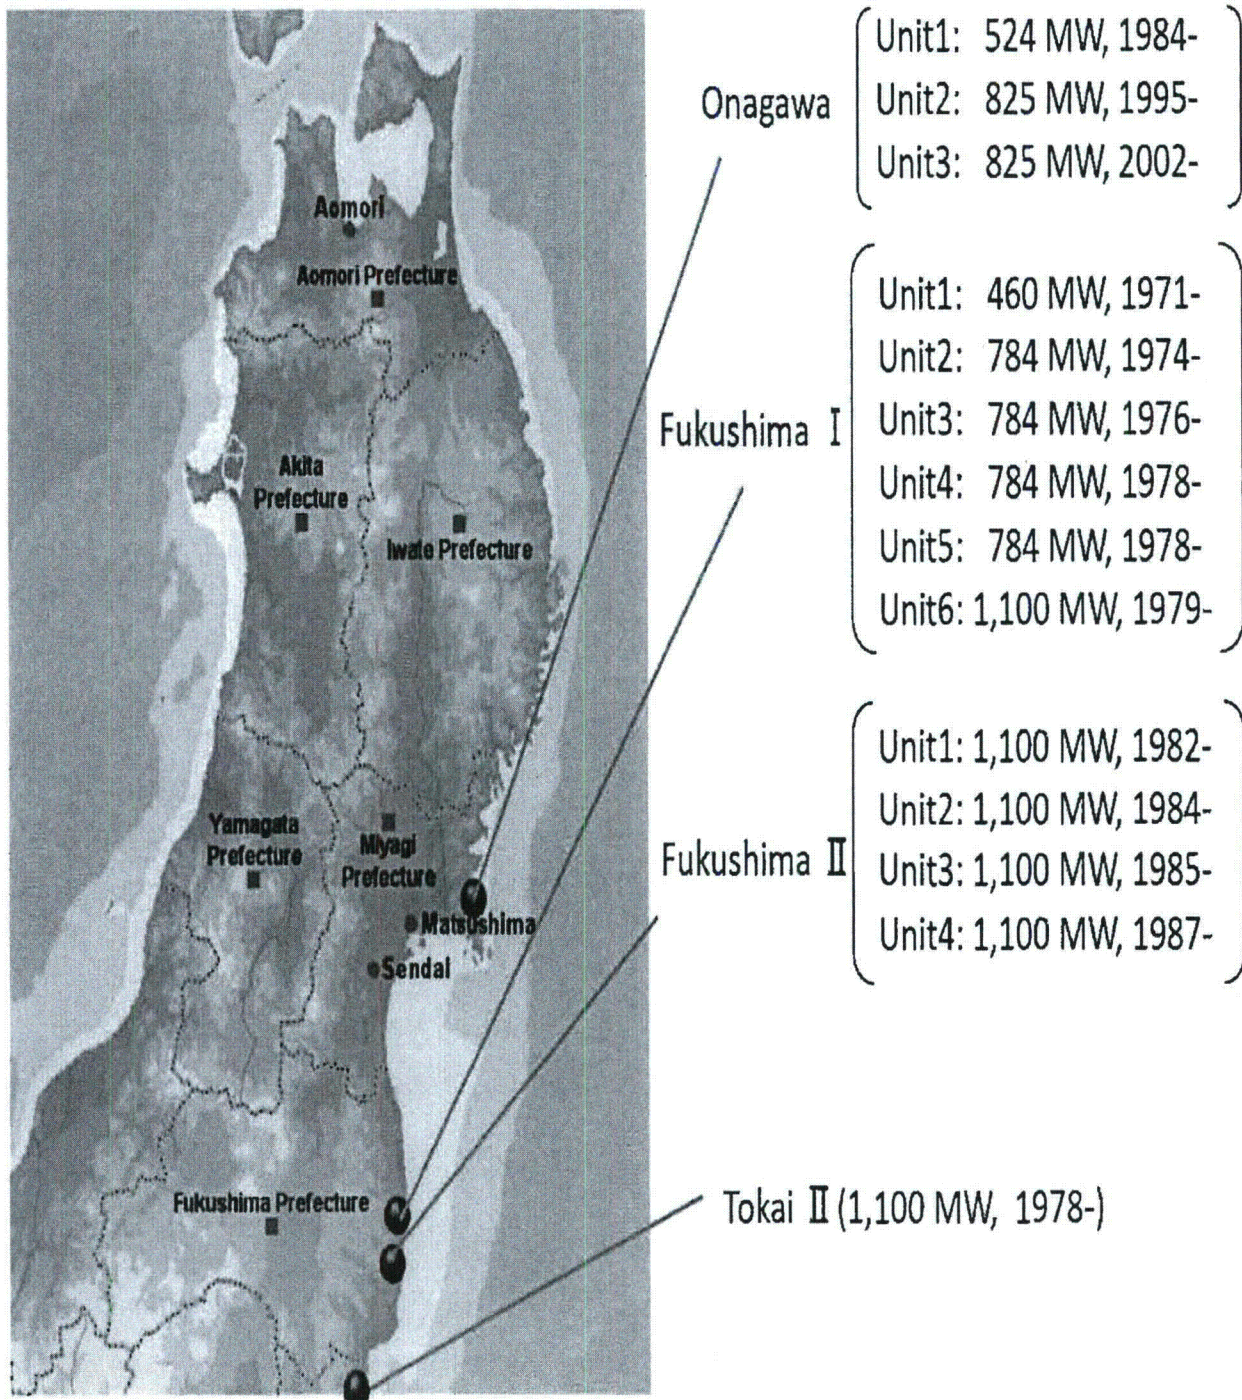 Onagawa
Unit1: 524 MW, 1984-
Unit2: 825 MW, 1995-
Unit3: 825 MW, 2002-
Fukushima Ⅰ
Unit1: 460 MW, 1971-
Unit2: 784 MW, 1974-
Unit3: 784 MW, 1976-
Unit4: 784 MW, 1978-
Unit5: 784 MW, 1978-
Unit6: 1,100 MW, 1979-
Fukushima Ⅱ
Unit1: 1,100 MW, 1982-
Unit2: 1,100 MW, 1984-
Unit3: 1,100 MW, 1985-
Unit4: 1,100 MW, 1987-
Tokai Ⅱ (1,100 MW, 1978-)
Aomori
Aomori Prefecture
Akita
Prefecture
Iwate Prefecture
Yamagata
Prefecture
Miyagi
Prefecture
Matsushima
Sendai
Fukushima Prefecture